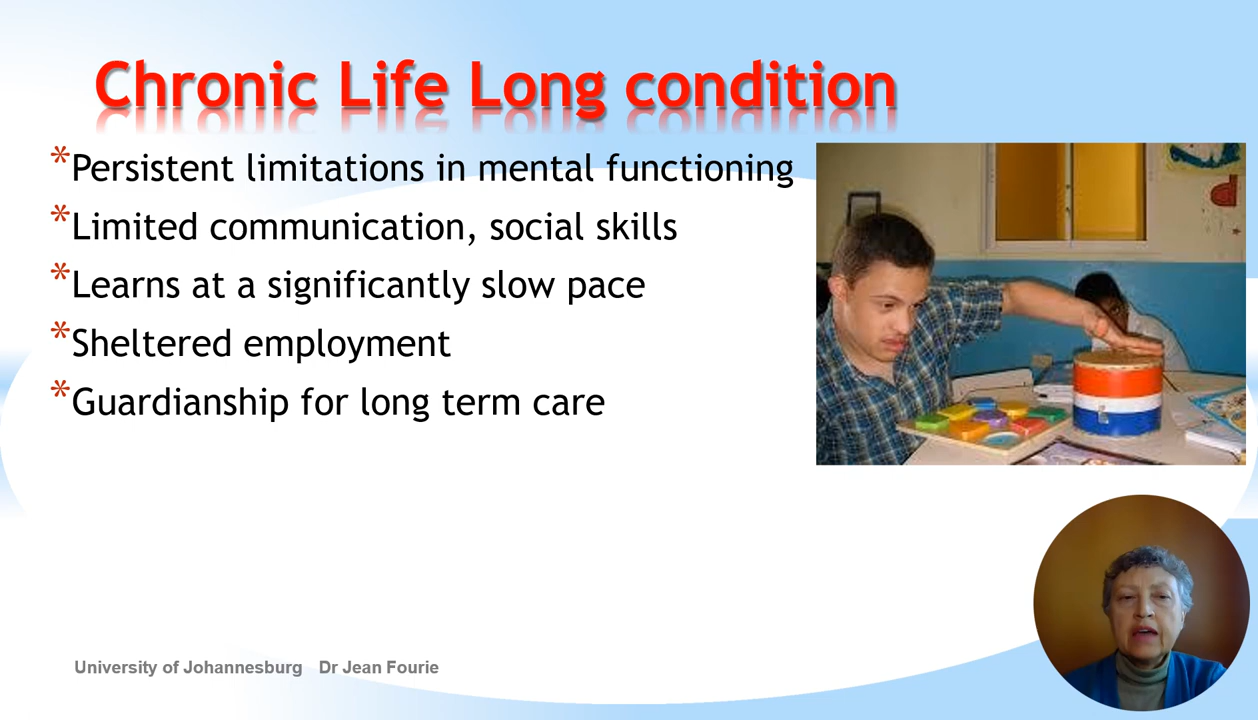 Chronic Life Long condition
*Persistent limitations in mental functioning
*Limited communication, social skills
*Learns at a significantly slow pace
*Sheltered employment
*Guardianship for long term care
University of Johannesburg Dr Jean Fourie